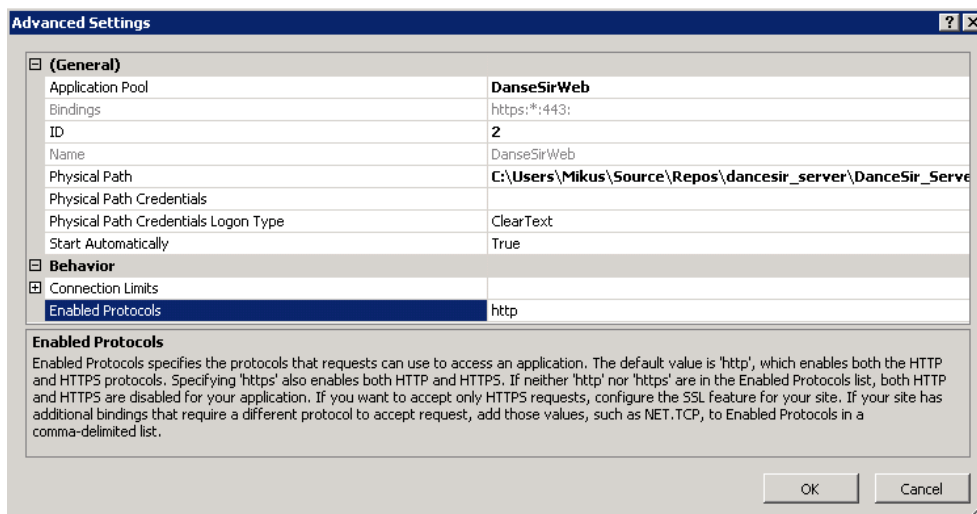 Advanced Settings
(General)
Application Pool DanseSirWeb
Bindings https:*:443:
ID 2
Name DanseSirWeb
Physical Path C:\Users\Mikus\Source\Repos\dancesir_server\DanceSir_Serve
Physical Path Credentials
Physical Path Credentials Logon Type ClearText
Start Automatically True
Behavior
Connection Limits
Enabled Protocols http
Enabled Protocols
Enabled Protocols specifies the protocols that requests can use to access an application. The default value is 'http', which enables both the HTTP
and HTTPS protocols. Specifying 'https' also enables both HTTP and HTTPS. If neither 'http' nor 'https' are in the Enabled Protocols list, both HTTP
and HTTPS are disabled for your application. If you want to accept only HTTPS requests, configure the SSL feature for your site. If your site has
additional bindings that require a different protocol to accept request, add those values, such as NET.TCP, to Enabled Protocols in a
comma-delimited list.
OK Cancel